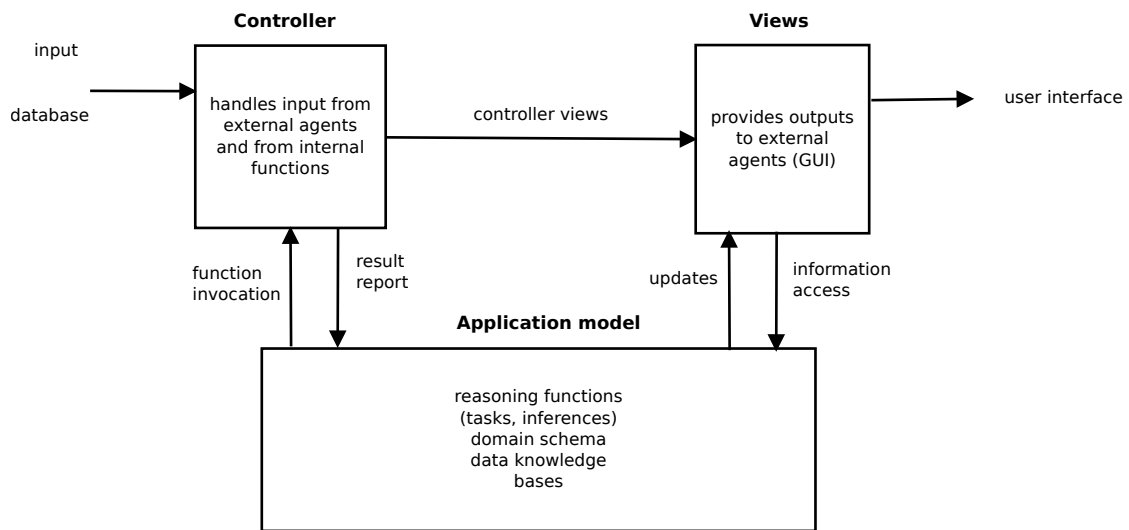 Controller
Views
input
database
handles input from
external agents
and from internal
functions
controller views
provides outputs
to external
agents (GUI)
user interface
function
invocation
result
report
updates
information
access
Application model
reasoning functions
(tasks, inferences)
domain schema
data knowledge
bases